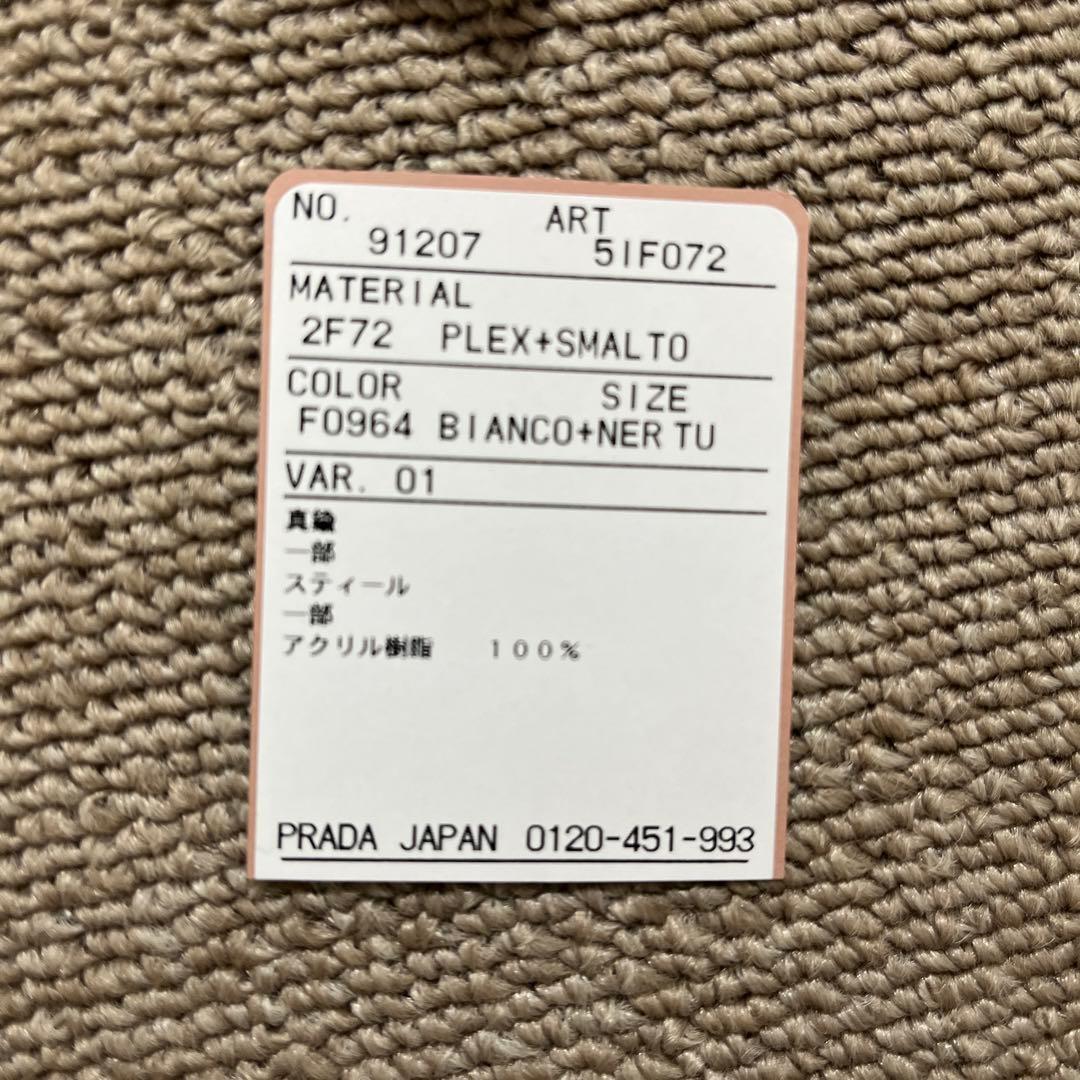 NO. ART
91207 5IF072
MATERIAL
2F72 PLEX+SMALTO
COLOR SIZE
F0964 BIANCO+NER TU
VAR. 01
真鍮
一部
スティール
一部
アクリル樹脂 100%
PRADA JAPAN 0120-451-993